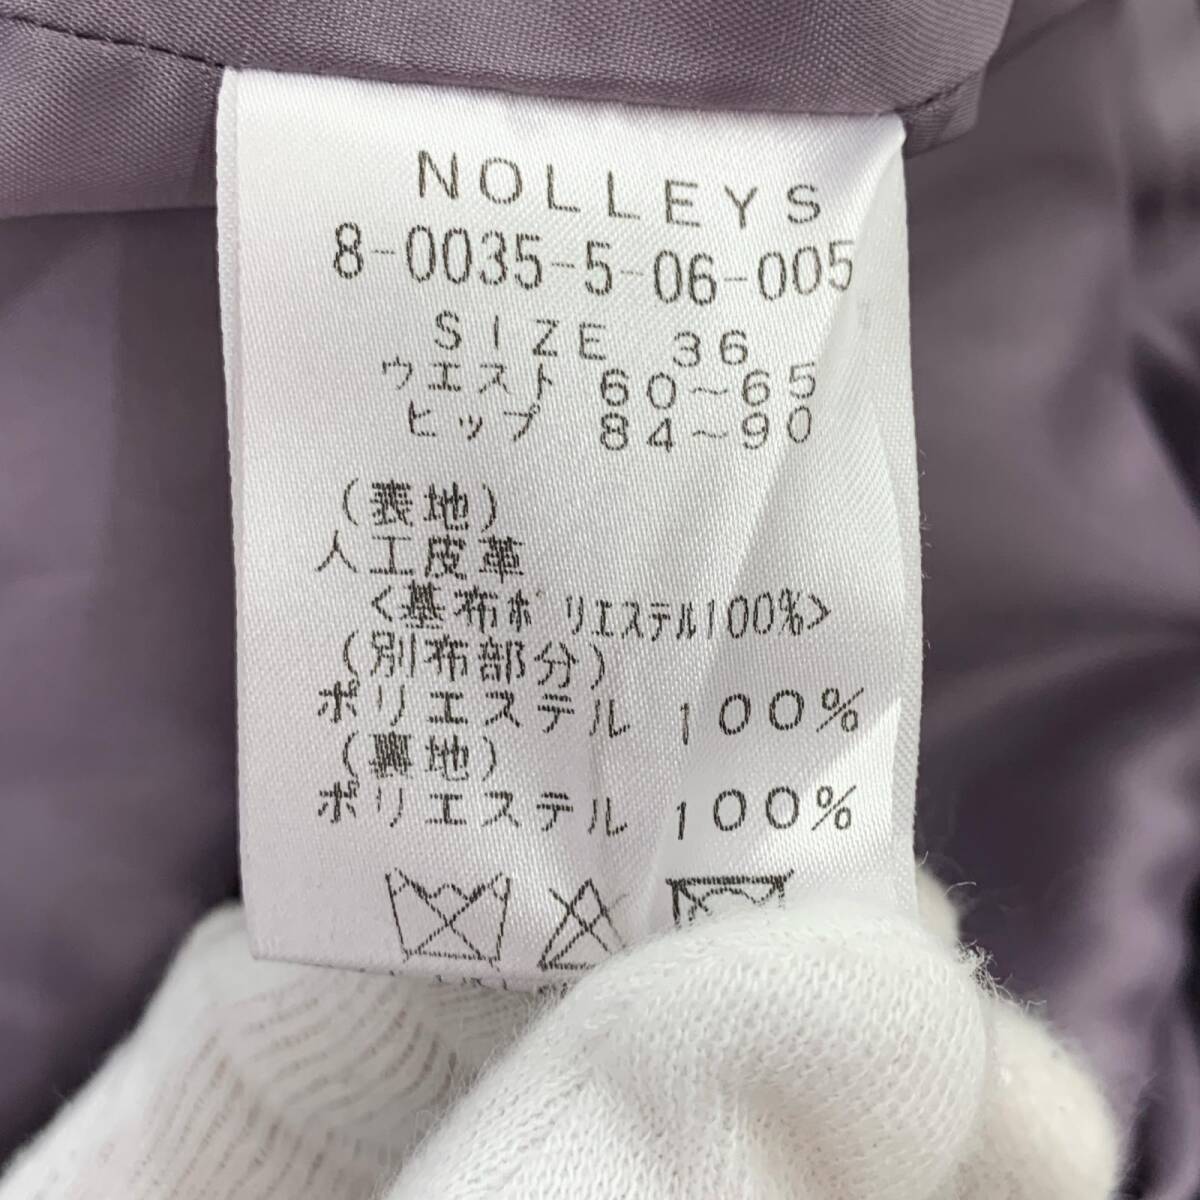 NOLLEYS
8-0035-5-06-005
SIZE 36
ウエスト 60～65
ヒップ 84～90
(表地)
人工皮革
<基布ポリエステル100%>
(別布部分)
ポリエステル 100%
(裏地)
ポリエステル 100%